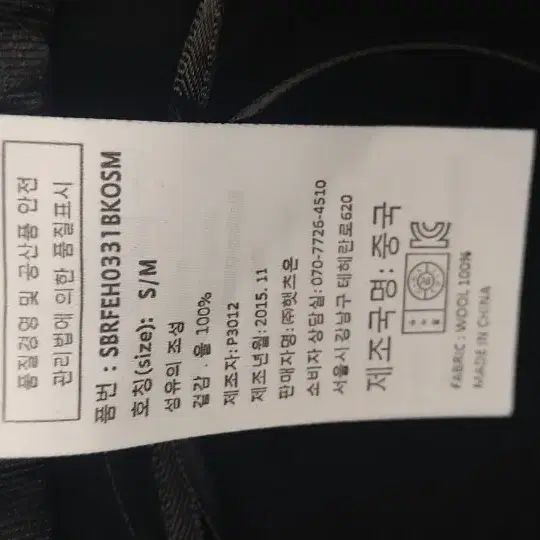 품질경영 및 공산품 안전
관리법에 의한 품질표시
품번 : SBRFEH0331BKOSM
호칭(size): S/M
섬유의 조성
겉감 : 울 100%
제조자: P3012
제조년월: 2015. 11
판매자명: ㈜햇츠온
소비자 상담실: 070-7726-4510
서울시 강남구 테헤란로620
제조국명: 중국
FABRIC : WOOL 100%
MADE IN CHINA